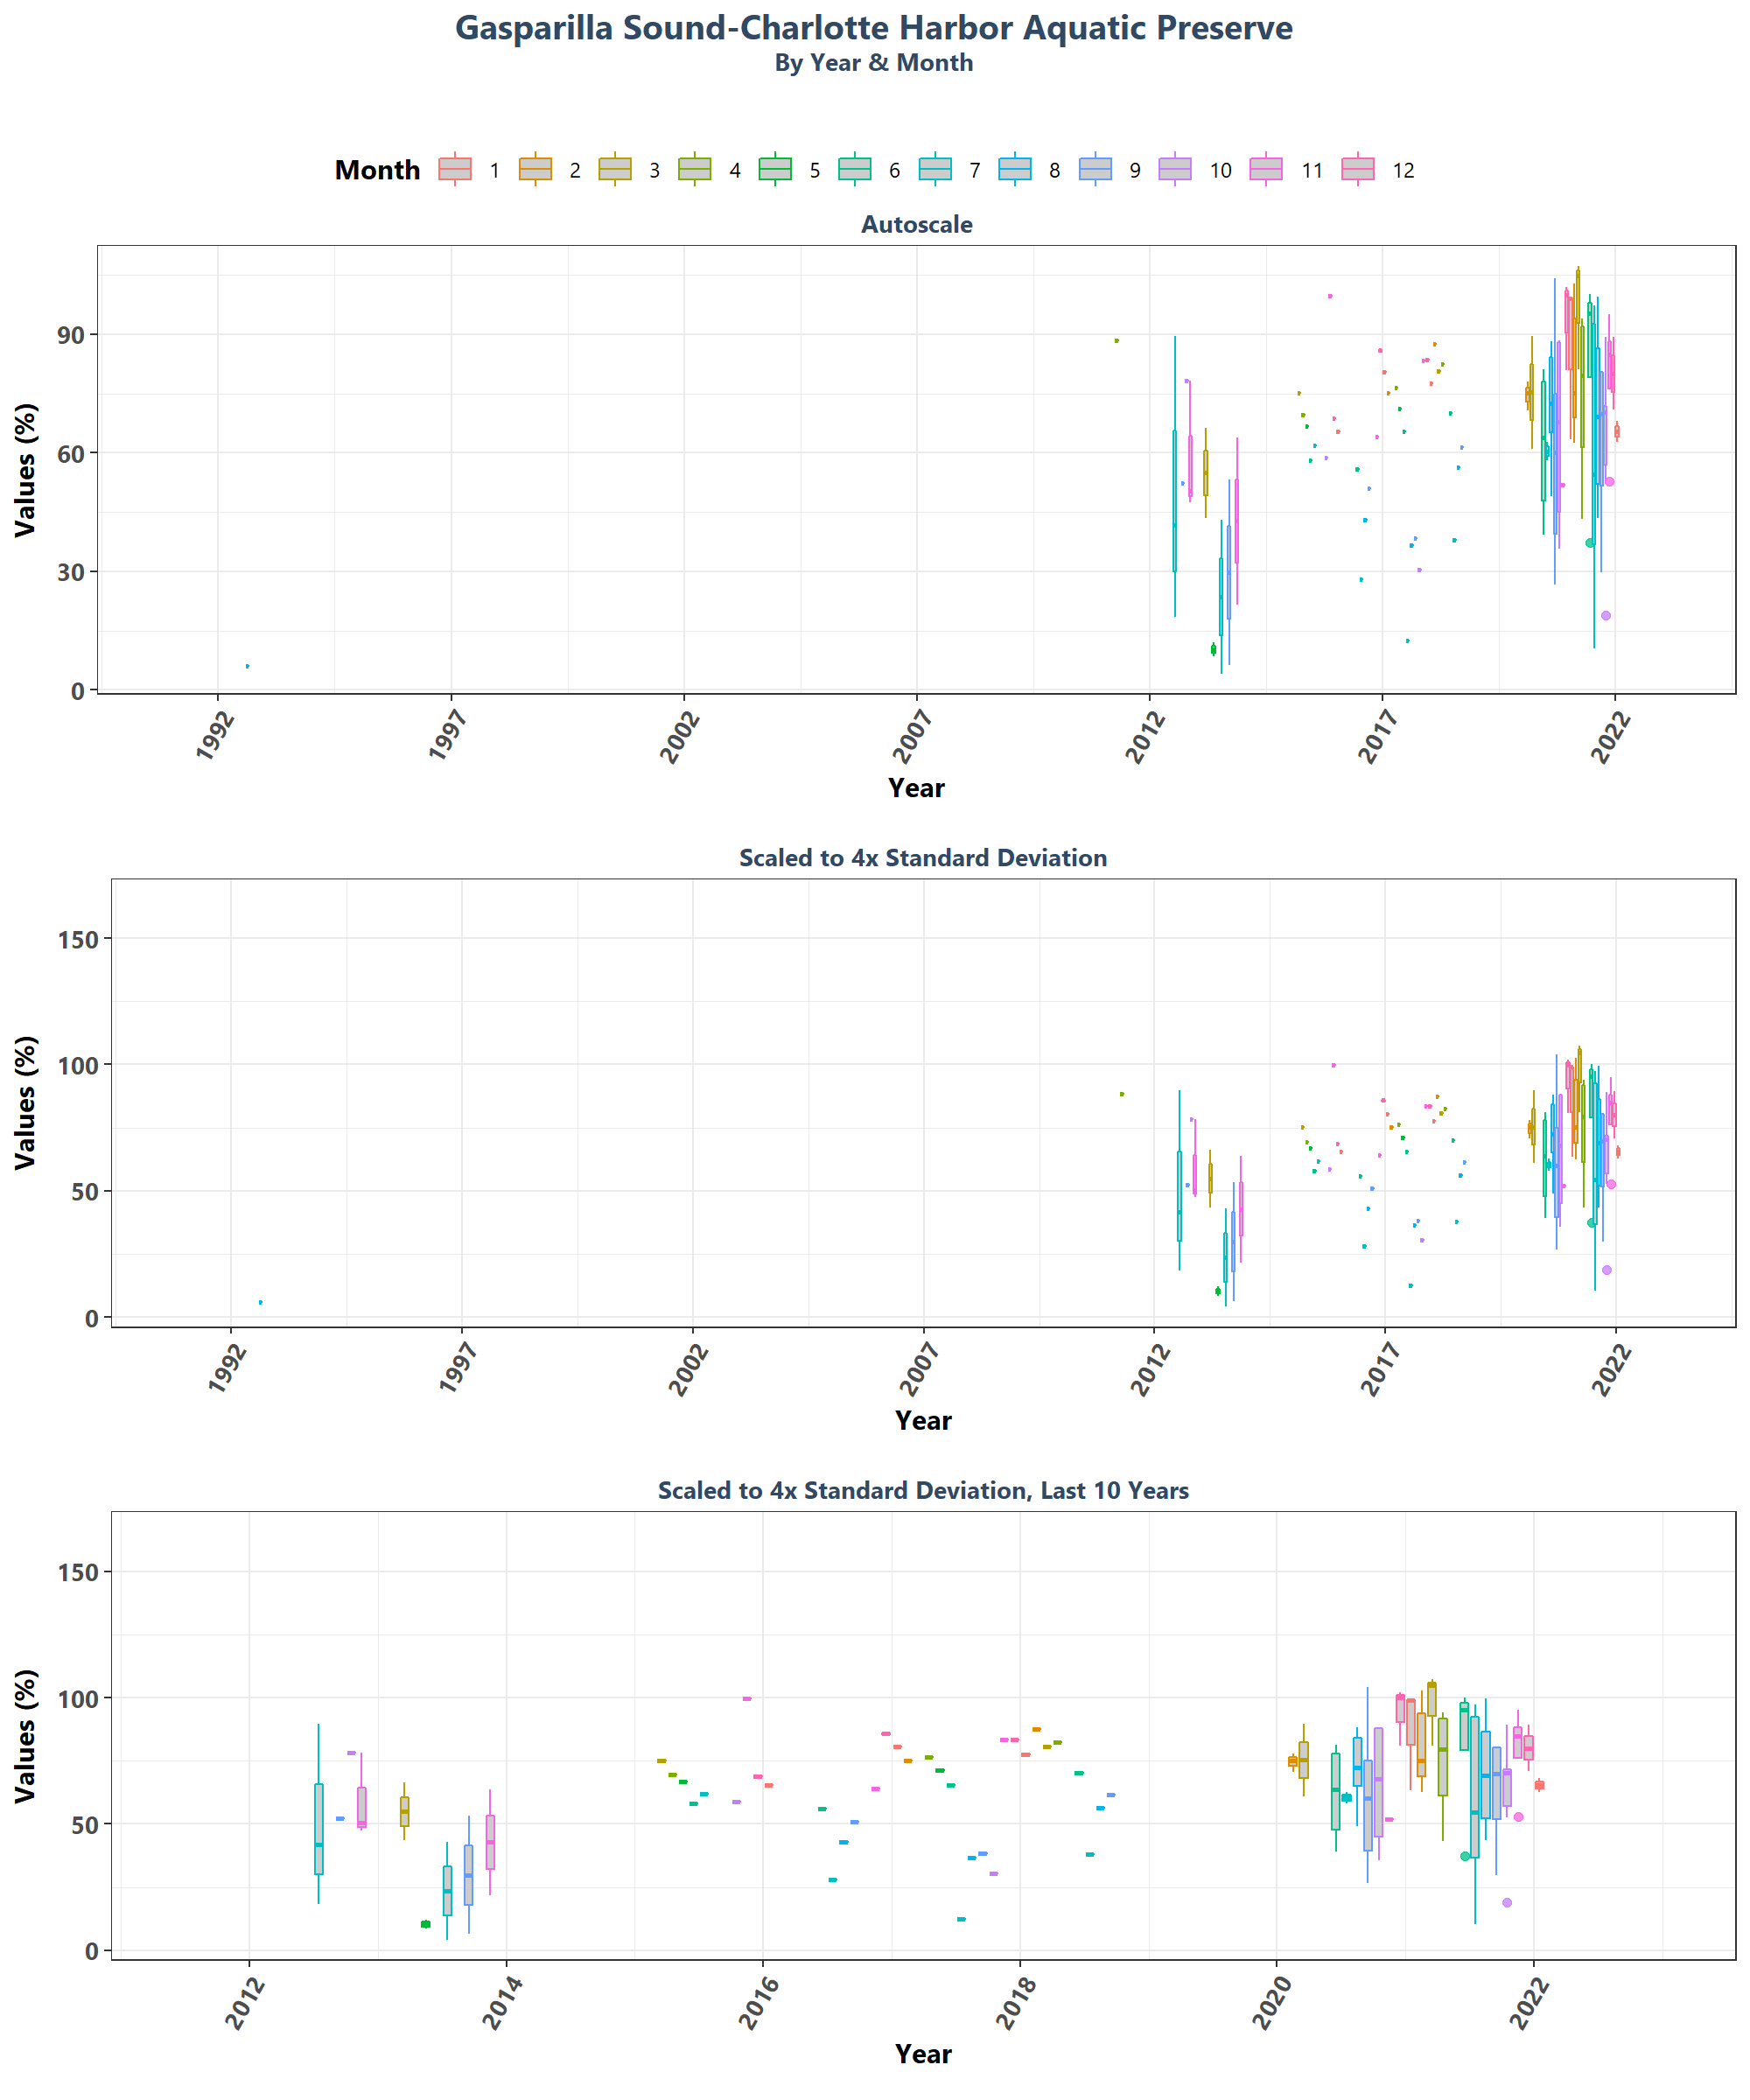 Gasparilla Sound-Charlotte Harbor Aquatic Preserve
By Year & Month
Month 1 2 3 4 5 6 7 8 9 10 11 12
Autoscale
Values (%)
90
60
30
0
1992 1997 2002 2007 2012 2017 2022
Year
Scaled to 4x Standard Deviation
Values (%)
150
100
50
0
1992 1997 2002 2007 2012 2017 2022
Year
Scaled to 4x Standard Deviation, Last 10 Years
Values (%)
150
100
50
0
2012 2014 2016 2018 2020 2022
Year